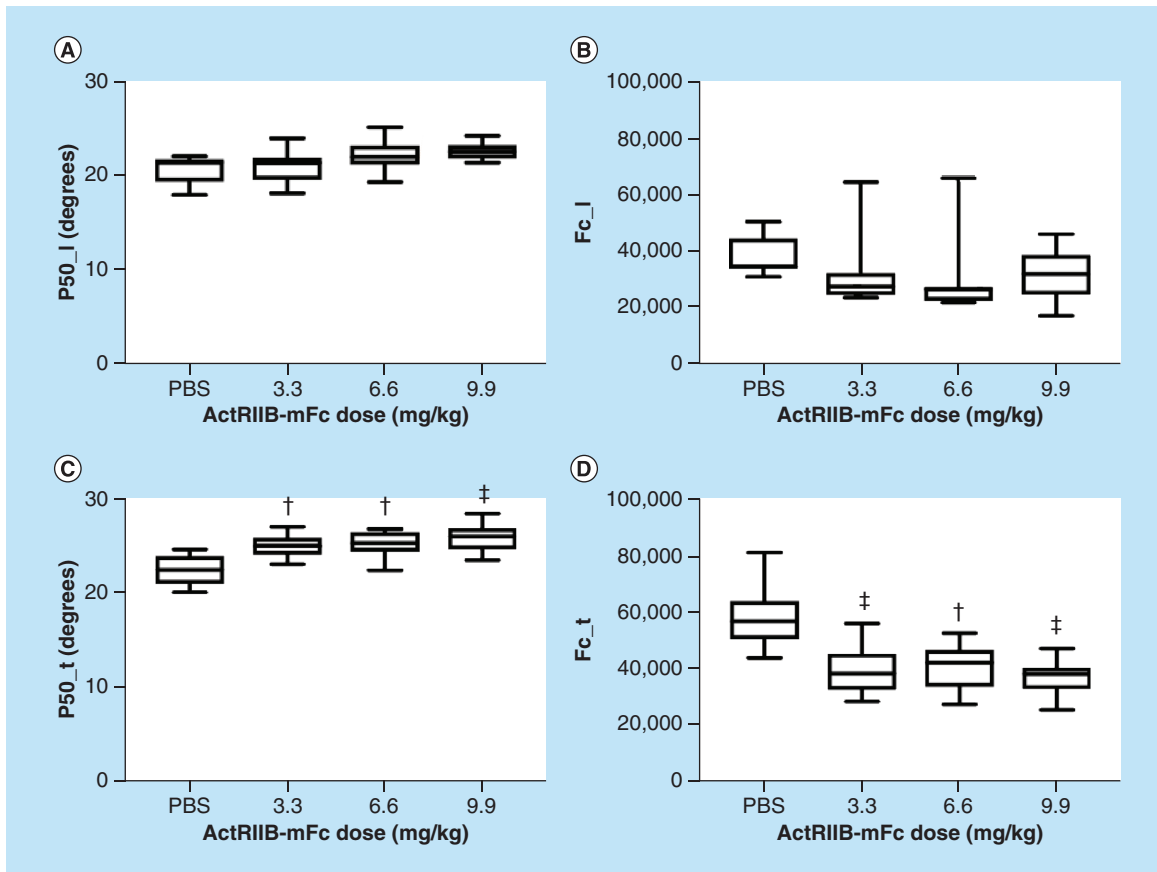 A
P50_l (degrees)
30
20
10
0
PBS 3.3 6.6 9.9
ActRIIB-mFc dose (mg/kg)
B
Fc_l
100,000
80,000
60,000
40,000
20,000
0
PBS 3.3 6.6 9.9
ActRIIB-mFc dose (mg/kg)
C
P50_t (degrees)
30
20
10
0
† † ‡
PBS 3.3 6.6 9.9
ActRIIB-mFc dose (mg/kg)
D
Fc_t
100,000
80,000
60,000
40,000
20,000
0
‡ † ‡
PBS 3.3 6.6 9.9
ActRIIB-mFc dose (mg/kg)